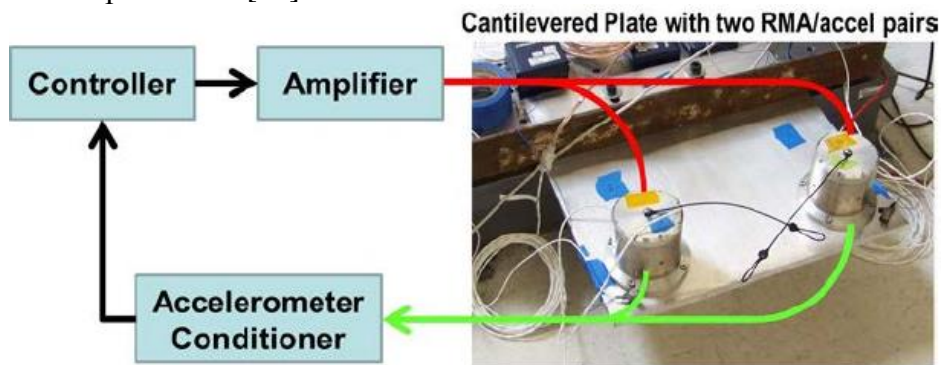 Cantilevered Plate with two RMA/accel pairs
Controller
Amplifier
Accelerometer
Conditioner